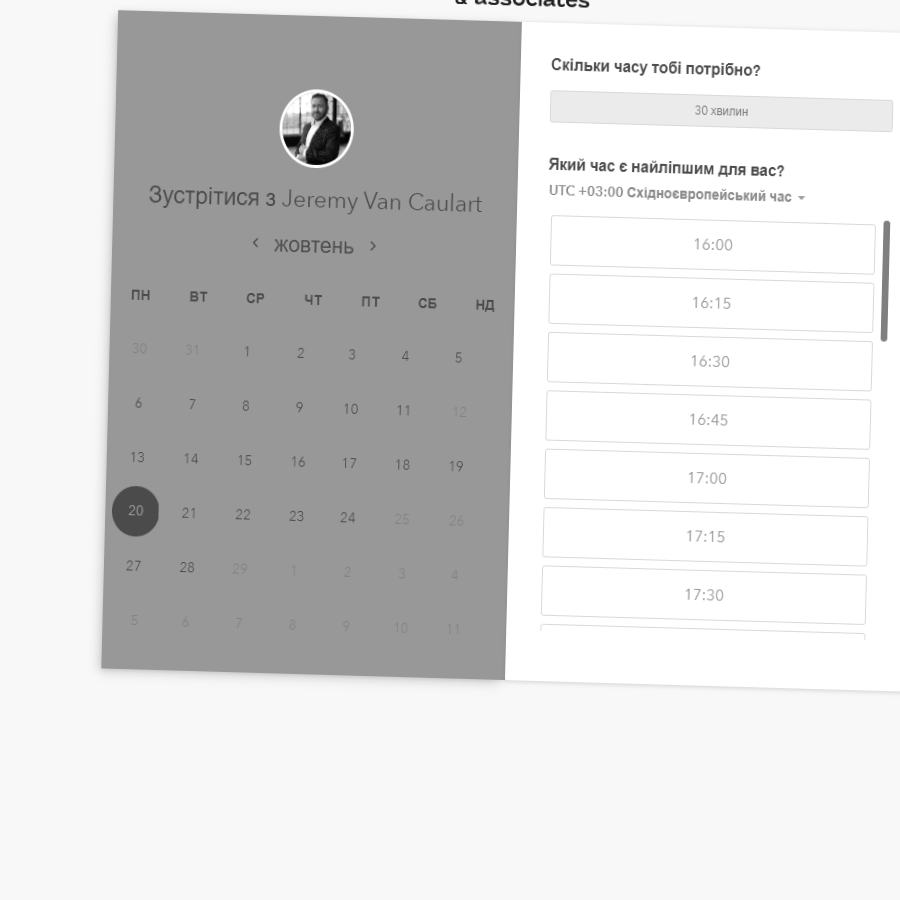 & associates
Зустрітися з Jeremy Van Caulart
‹ жовтень ›
ПН ВТ СР ЧТ ПТ СБ НД
30 31 1 2 3 4 5
6 7 8 9 10 11 12
13 14 15 16 17 18 19
20 21 22 23 24 25 26
27 28 29 1 2 3 4
5 6 7 8 9 10 11
Скільки часу тобі потрібно?
30 хвилин
Який час є найліпшим для вас?
UTC +03:00 Східноєвропейський час
16:00
16:15
16:30
16:45
17:00
17:15
17:30